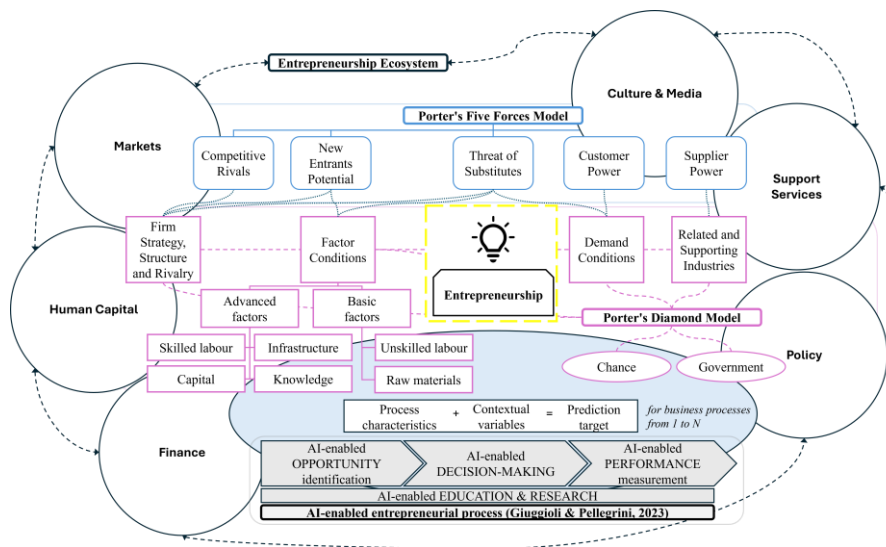 Entrepreneurship Ecosystem
Culture & Media
Porter's Five Forces Model
Markets
Competitive
Rivals
New
Entrants
Potential
Threat of
Substitutes
Customer
Power
Supplier
Power
Support
Services
Firm
Strategy,
Structure
and Rivalry
Factor
Conditions
Entrepreneurship
Demand
Conditions
Related and
Supporting
Industries
Human Capital
Advanced
factors
Basic
factors
Porter's Diamond Model
Policy
Skilled labour
Infrastructure
Unskilled labour
Chance
Government
Capital
Knowledge
Raw materials
Process
characteristics
+
Contextual
variables
=
Prediction
target
for business processes
from 1 to N
Finance
AI-enabled
OPPORTUNITY
identification
AI-enabled
DECISION-MAKING
AI-enabled
PERFORMANCE
measurement
AI-enabled EDUCATION & RESEARCH
AI-enabled entrepreneurial process (Giuggioli & Pellegrini, 2023)